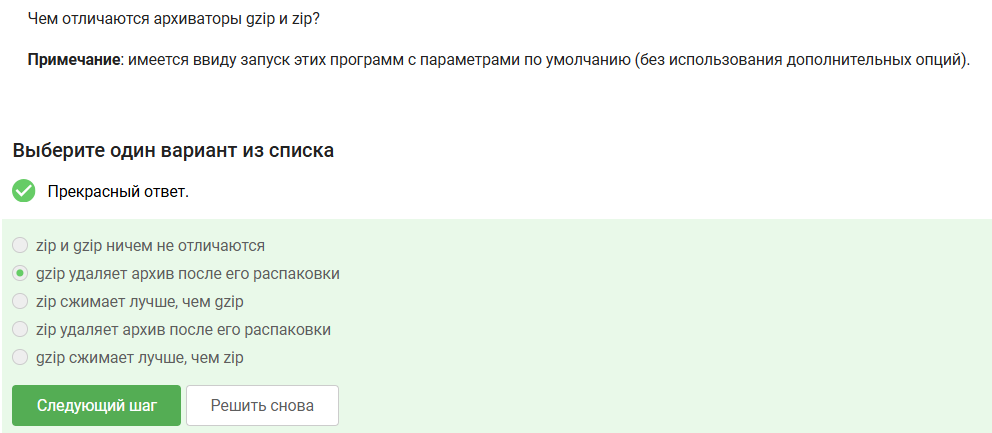 Чем отличаются архиваторы gzip и zip?
Примечание: имеется ввиду запуск этих программ с параметрами по умолчанию (без использования дополнительных опций).
Выберите один вариант из списка
Прекрасный ответ.
zip и gzip ничем не отличаются
gzip удаляет архив после его распаковки
zip сжимает лучше, чем gzip
zip удаляет архив после его распаковки
gzip сжимает лучше, чем zip
Следующий шаг Решить снова